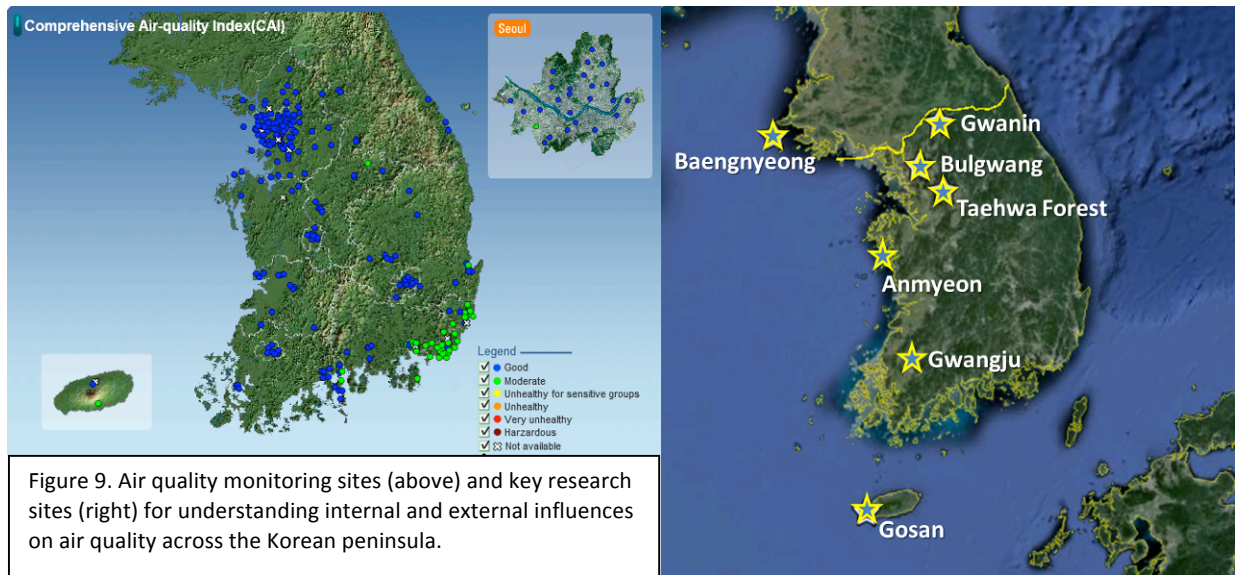 Comprehensive Air-quality Index(CAI)
Seoul
Legend
Good
Moderate
Unhealthy for sensitive groups
Unhealthy
Very unhealthy
Harzardous
Not available
Figure 9. Air quality monitoring sites (above) and key research
sites (right) for understanding internal and external influences
on air quality across the Korean peninsula.
Gwanin
Baengnyeong
Bulgwang
Taehwa Forest
Anmyeon
Gwangju
Gosan